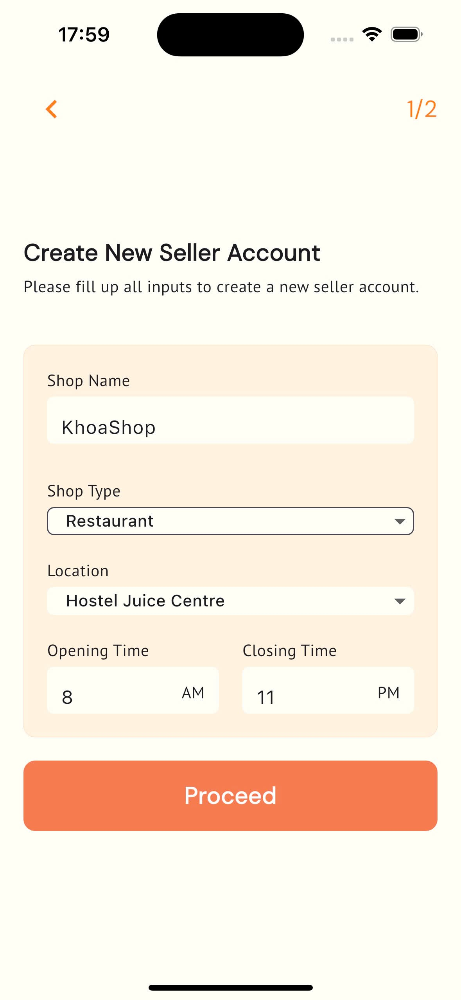 17:59
1/2
Create New Seller Account
Please fill up all inputs to create a new seller account.
Shop Name
KhoaShop
Shop Type
Restaurant
Location
Hostel Juice Centre
Opening Time Closing Time
8 AM 11 PM
Proceed